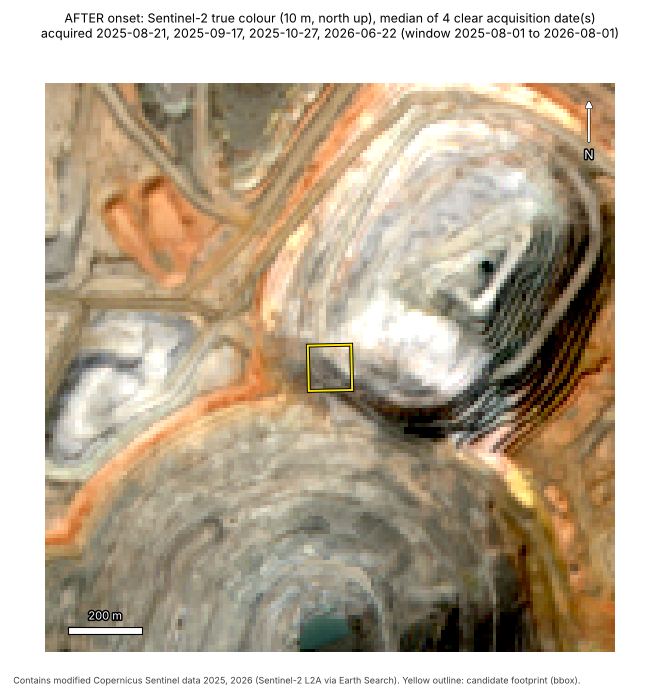 AFTER onset: Sentinel-2 true colour (10 m, north up), median of 4 clear acquisition date(s)
acquired 2025-08-21, 2025-09-17, 2025-10-27, 2026-06-22 (window 2025-08-01 to 2026-08-01)
N
200 m
Contains modified Copernicus Sentinel data 2025, 2026 (Sentinel-2 L2A via Earth Search). Yellow outline: candidate footprint (bbox).